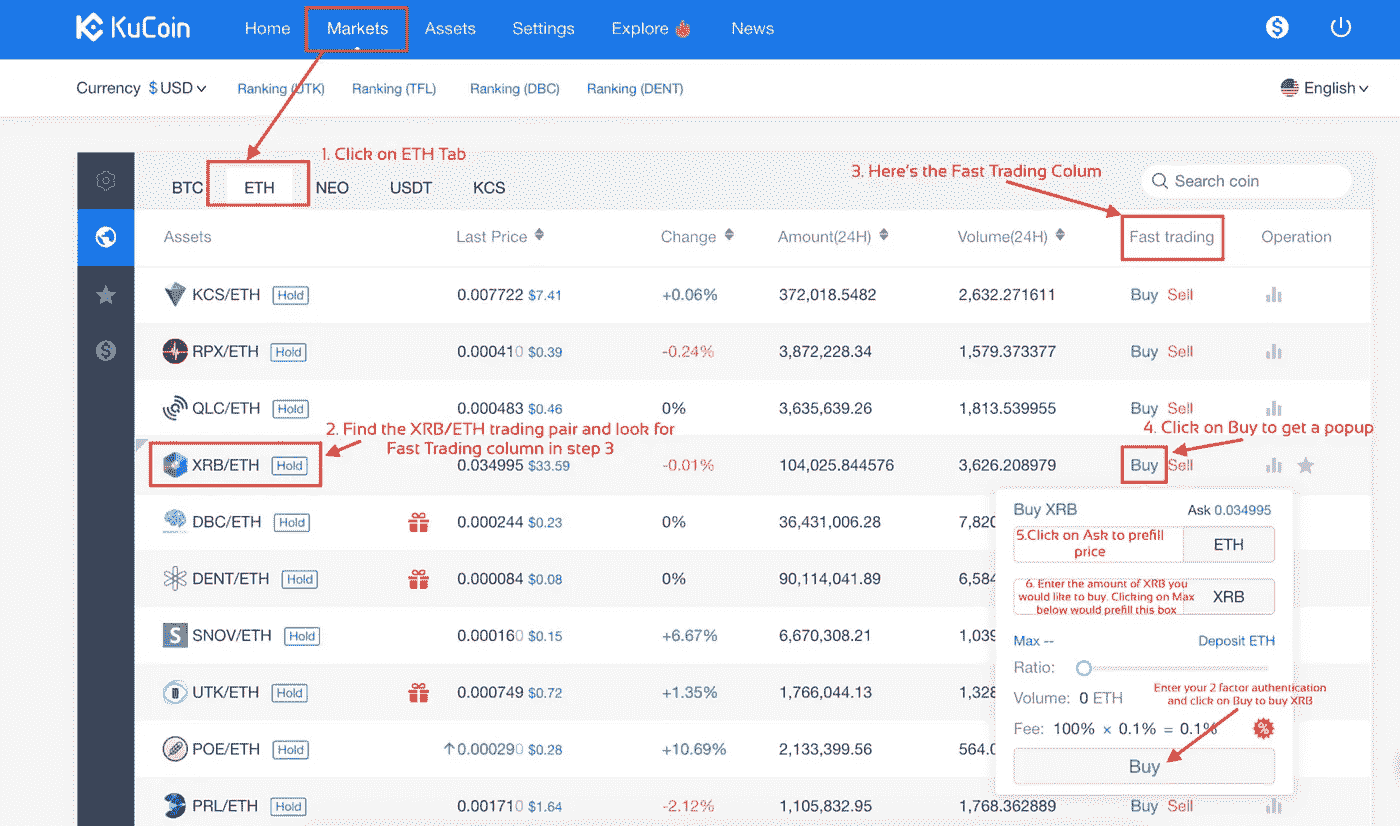 KuCoin Home Markets Assets Settings Explore News
Currency $ USD Ranking (UTK) Ranking (TFL) Ranking (DBC) Ranking (DENT) English
1. Click on ETH Tab
3. Here's the Fast Trading Colum
BTC ETH NEO USDT KCS Search coin
Assets Last Price Change Amount(24H) Volume(24H) Fast trading Operation
KCS/ETH Hold 0.007722 $7.41 +0.06% 372,018.5482 2,632.271611 Buy Sell
RPX/ETH Hold 0.000410 $0.39 -0.24% 3,872,228.34 1,579.373377 Buy Sell
QLC/ETH Hold 0.000483 $0.46 0% 3,635,639.26 1,813.539955 Buy Sell
2. Find the XRB/ETH trading pair and look for
Fast Trading column in step 3
4. Click on Buy to get a popup
XRB/ETH Hold 0.034995 $33.59 -0.01% 104,025.844576 3,626.208979 Buy Sell
DBC/ETH Hold 0.000244 $0.23 0% 36,431,006.28 7,820
DENT/ETH Hold 0.000084 $0.08 0% 90,114,041.89 6,584
SNOV/ETH Hold 0.000160 $0.15 +6.67% 6,670,308.21 1,039
UTK/ETH Hold 0.000749 $0.72 +1.35% 1,766,044.13 1,328
POE/ETH Hold 0.000290 $0.28 +10.69% 2,133,399.56 564.0
PRL/ETH Hold 0.001710 $1.64 -2.12% 1,105,832.95 1,768.362889 Buy Sell
Buy XRB Ask 0.034995
5.Click on Ask to prefill
price
ETH
6. Enter the amount of XRB you
would like to buy. Clicking on Max
below would prefill this box
XRB
Max -- Deposit ETH
Ratio:
Volume: 0 ETH
Enter your 2 factor authentication
and click on Buy to buy XRB
Fee: 100% × 0.1% = 0.1%
Buy